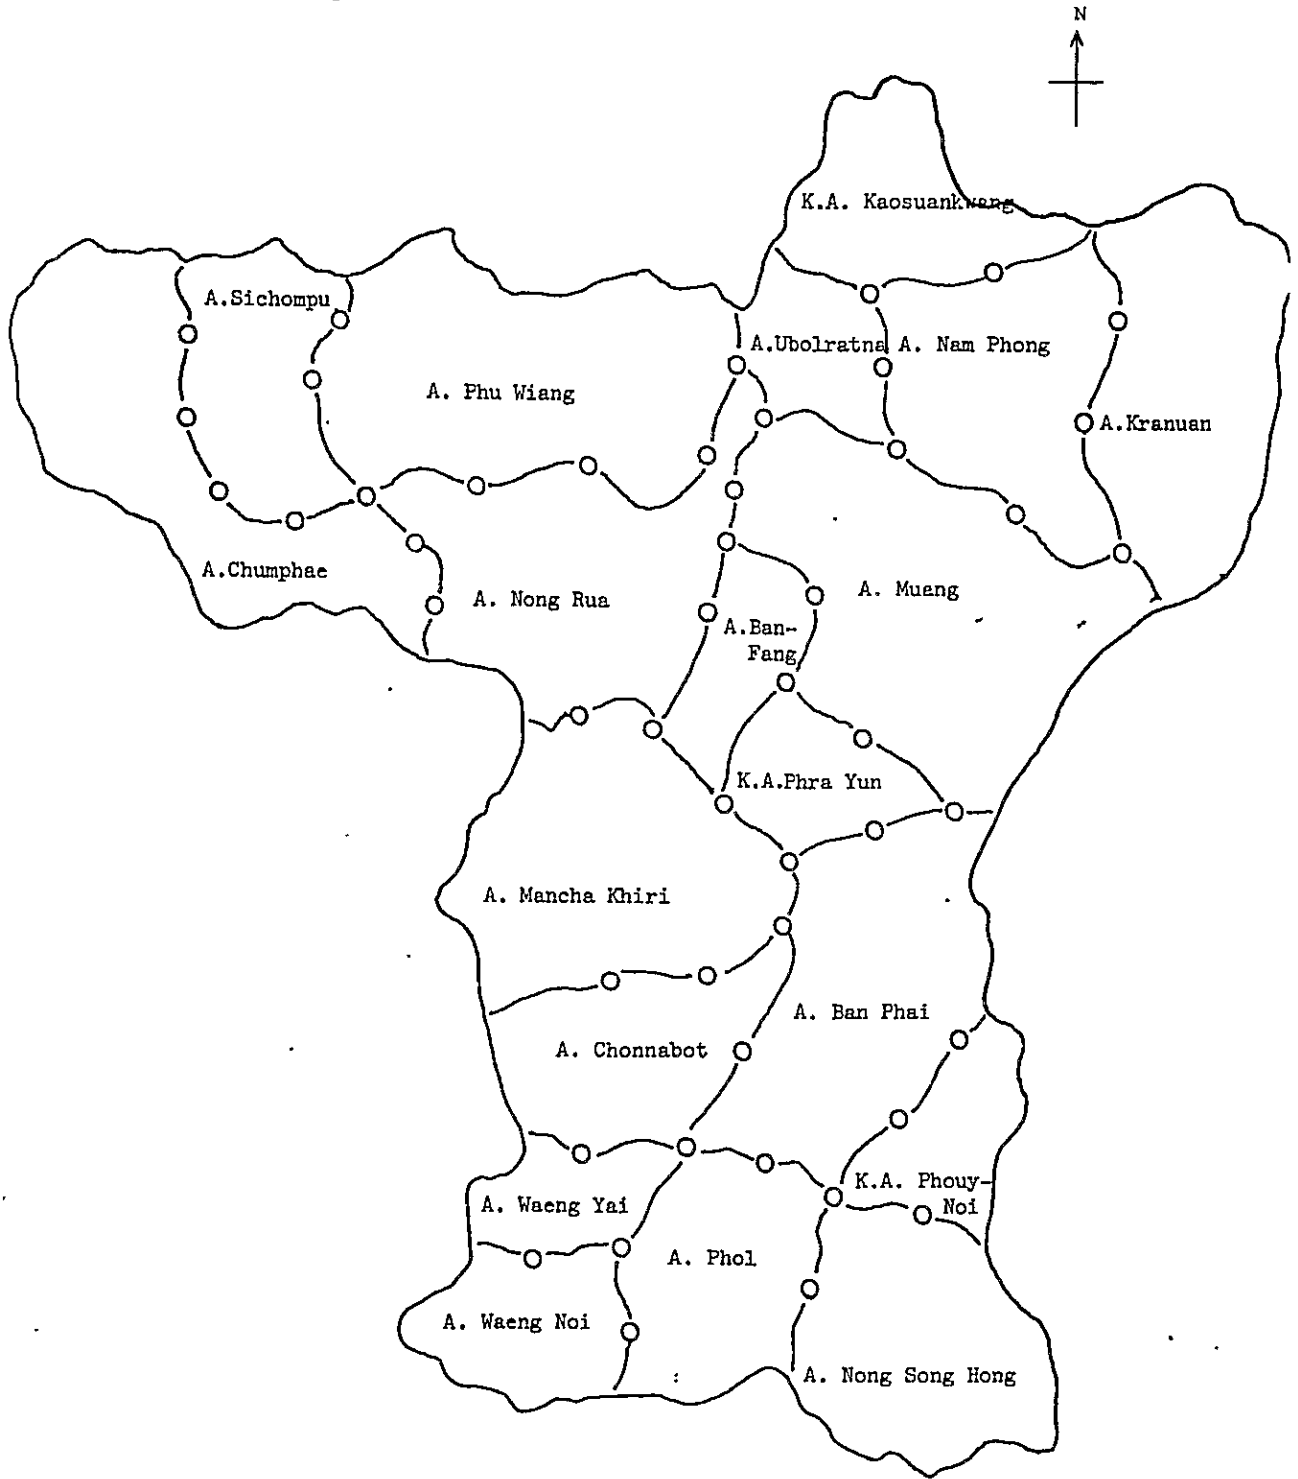 N
K.A. Kaosuankwang
A.Sichompu
A.Ubolratna
A. Nam Phong
A. Phu Wiang
A.Kranuan
A.Chumphae
A. Nong Rua
A. Muang
A.Ban-
Fang
K.A.Phra Yun
A. Mancha Khiri
A. Ban Phai
A. Chonnabot
K.A. Phouy-
Noi
A. Waeng Yai
A. Phol
A. Waeng Noi
A. Nong Song Hong